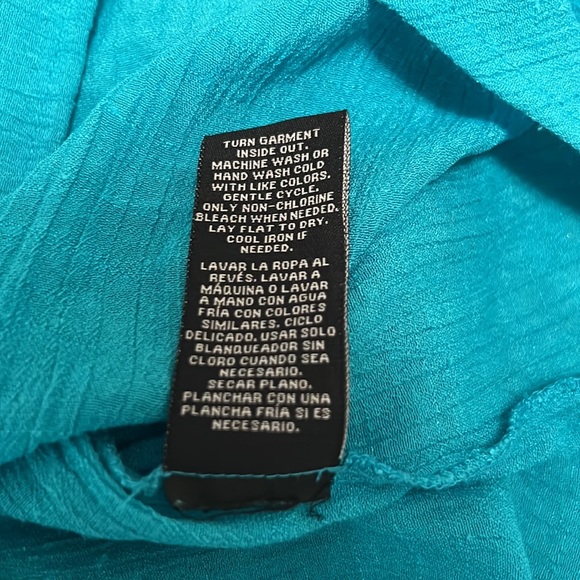 TURN GARMENT
INSIDE OUT.
MACHINE WASH OR
HAND WASH COLD
WITH LIKE COLORS.
GENTLE CYCLE.
ONLY NON-CHLORINE
BLEACH WHEN NEEDED.
LAY FLAT TO DRY.
COOL IRON IF
NEEDED.
LAVAR LA ROPA AL
REVÉS. LAVAR A
MÁQUINA O LAVAR
A MANO CON AGUA
FRÍA CON COLORES
SIMILARES. CICLO
DELICADO. USAR SOLO
BLANQUEADOR SIN
CLORO CUANDO SEA
NECESARIO.
SECAR PLANO.
PLANCHAR CON UNA
PLANCHA FRÍA SI ES
NECESARIO.